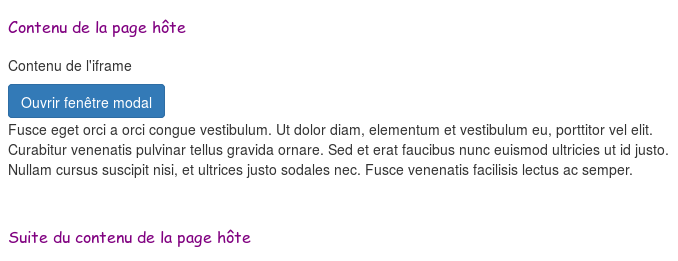 Contenu de la page hôte
Contenu de l'iframe
Ouvrir fenêtre modal
Fusce eget orci a orci congue vestibulum. Ut dolor diam, elementum et vestibulum eu, porttitor vel elit.
Curabitur venenatis pulvinar tellus gravida ornare. Sed et erat faucibus nunc euismod ultricies ut id justo.
Nullam cursus suscipit nisi, et ultrices justo sodales nec. Fusce venenatis facilisis lectus ac semper.
Suite du contenu de la page hôte